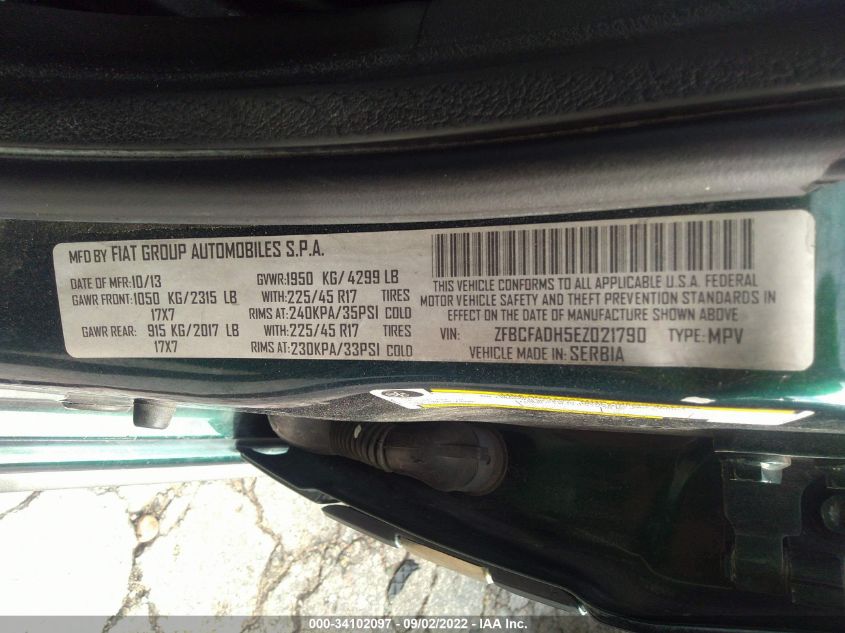 MFD BY FIAT GROUP AUTOMOBILES S.P.A.
DATE OF MFR: 10/13 GVWR: 1950 KG/ 4299 LB
GAWR FRONT: 1050 KG/ 2315 LB WITH: 225/45 R17 TIRES
17X7 RIMS AT: 240KPA/35PSI COLD
GAWR REAR: 915 KG/2017 LB WITH: 225/45 R17 TIRES
17X7 RIMS AT: 230KPA/33PSI COLD
THIS VEHICLE CONFORMS TO ALL APPLICABLE U.S.A. FEDERAL
MOTOR VEHICLE SAFETY AND THEFT PREVENTION STANDARDS IN
EFFECT ON THE DATE OF MANUFACTURE SHOWN ABOVE
VIN: ZFBCFADH5EZ021790 TYPE: MPV
VEHICLE MADE IN: SERBIA
000-34102097 - 09/02/2022 - IAA Inc.